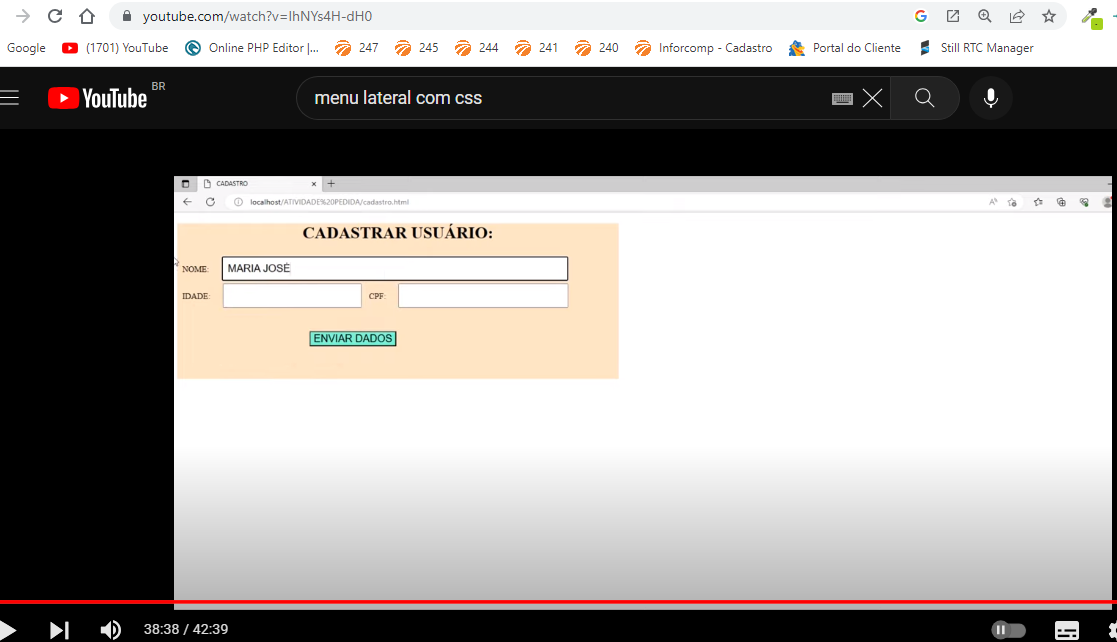 youtube.com/watch?v=IhNYs4H-dH0
Google (1701) YouTube Online PHP Editor |... 247 245 244 241 240 Inforcomp - Cadastro Portal do Cliente Still RTC Manager
YouTube BR
menu lateral com css
CADASTRO
localhost/ATIVIDADE%20PEDIDA/cadastro.html
CADASTRAR USUÁRIO:
NOME: MARIA JOSÉ
IDADE: CPF:
ENVIAR DADOS
38:38 / 42:39